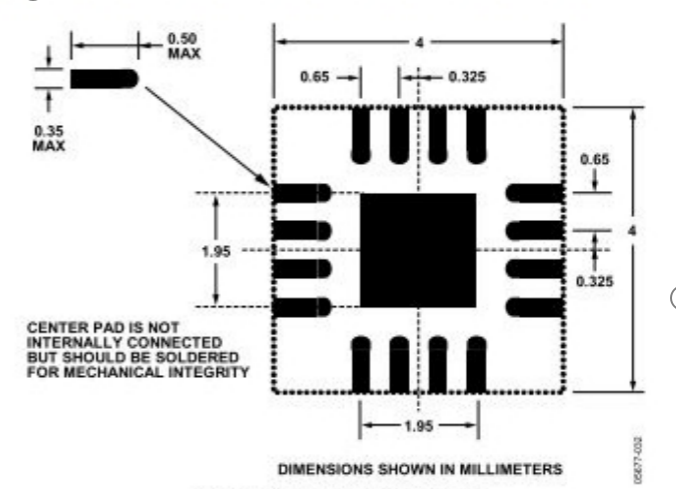 0.50
MAX
4
0.65
0.325
0.35
MAX
0.65
1.95
4
0.325
CENTER PAD IS NOT
INTERNALLY CONNECTED
BUT SHOULD BE SOLDERED
FOR MECHANICAL INTEGRITY
1.95
DIMENSIONS SHOWN IN MILLIMETERS
05677-032